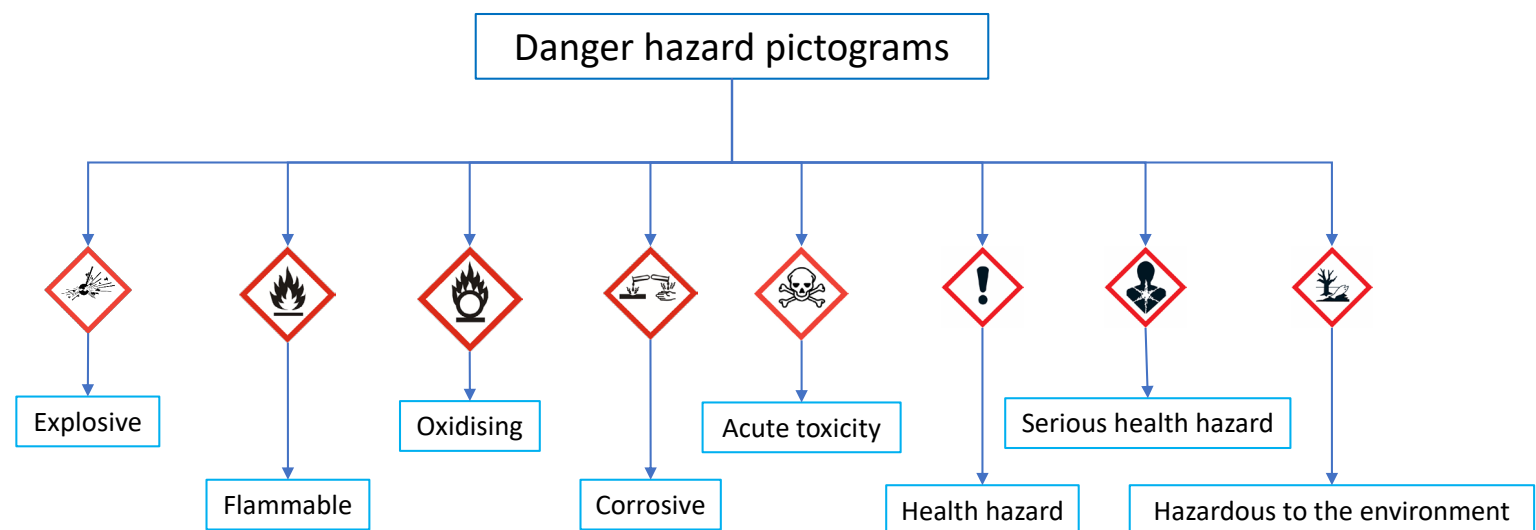 Danger hazard pictograms
Explosive
Flammable
Oxidising
Corrosive
Acute toxicity
Health hazard
Serious health hazard
Hazardous to the environment